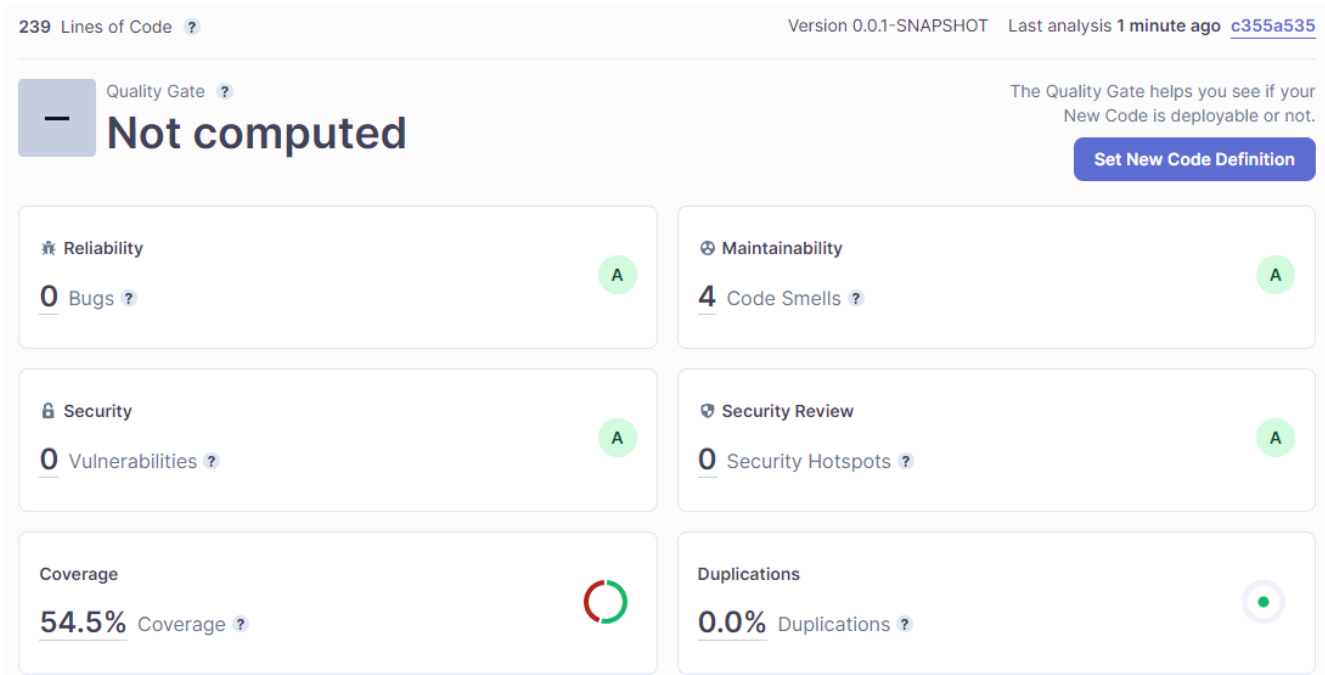 239 Lines of Code ?
Version 0.0.1-SNAPSHOT Last analysis 1 minute ago c355a535
Quality Gate ?
Not computed
The Quality Gate helps you see if your
New Code is deployable or not.
Set New Code Definition
Reliability
0 Bugs ?
A
Maintainability
4 Code Smells ?
A
Security
0 Vulnerabilities ?
A
Security Review
0 Security Hotspots ?
A
Coverage
54.5% Coverage ?
Duplications
0.0% Duplications ?